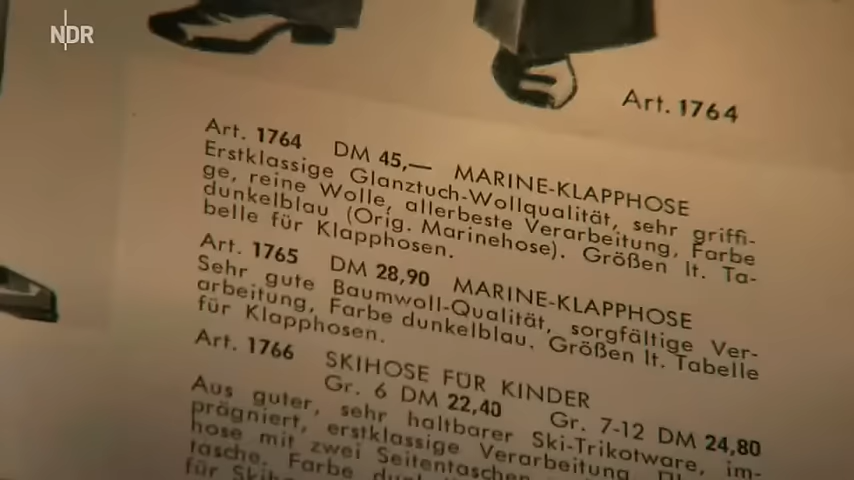 NDR
Art. 1764
Art. 1764 DM 45,— MARINE-KLAPPHOSE
Erstklassige Glanztuch-Wollqualität, sehr griffi-
ge, reine Wolle, allerbeste Verarbeitung, Farbe
dunkelblau (Orig. Marinehose). Größen lt. Ta-
belle für Klapphosen.
Art. 1765 DM 28,90 MARINE-KLAPPHOSE
Sehr gute Baumwoll-Qualität, sorgfältige Ver-
arbeitung, Farbe dunkelblau. Größen lt. Tabelle
für Klapphosen.
Art. 1766 SKIHOSE FÜR KINDER
Gr. 6 DM 22,40 Gr. 7-12 DM 24,80
Aus guter, sehr haltbarer Ski-Trikotware, im-
prägniert, erstklassige Verarbeitung,
hose mit zwei Seitentaschen
tasche. Farbe
für